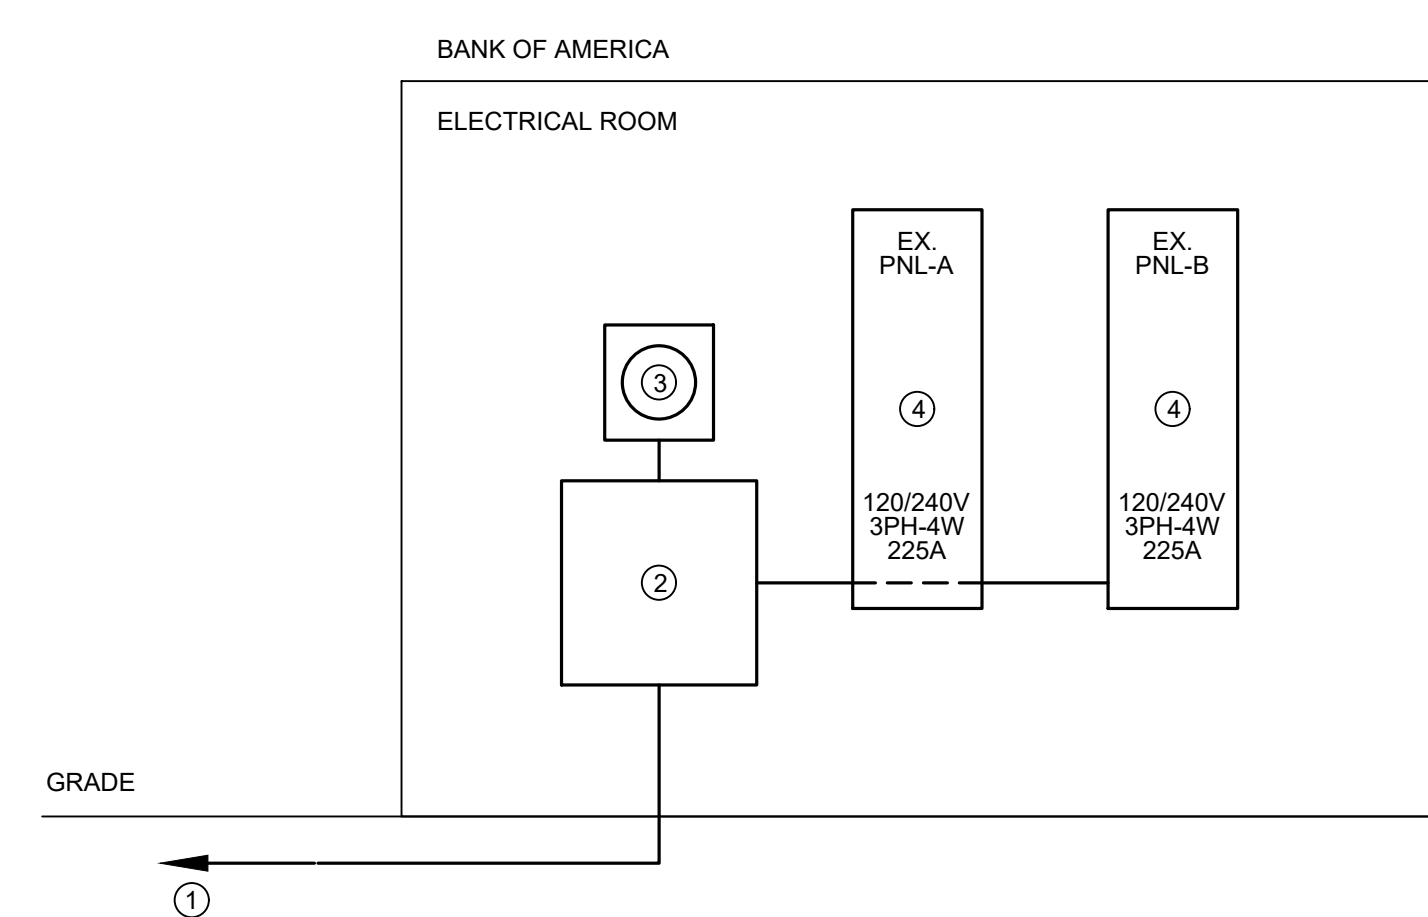 BANK OF AMERICA
ELECTRICAL ROOM
EX.
PNL-A
EX.
PNL-B
3
4
4
120/240V
3PH-4W
225A
120/240V
3PH-4W
225A
2
GRADE
1